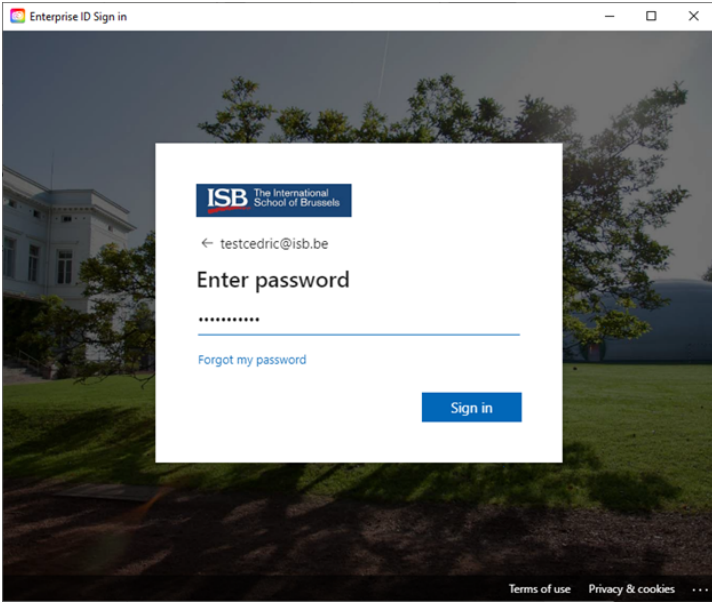 Enterprise ID Sign in
ISB The International
School of Brussels
← testcedric@isb.be
Enter password
•••••••••••
Forgot my password
Sign in
Terms of use Privacy & cookies ...